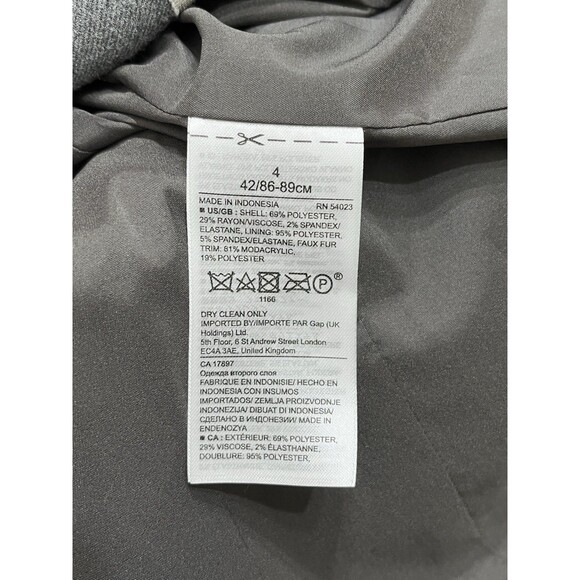 4
42/86-89CM
MADE IN INDONESIA RN 54023
■ US/GB : SHELL: 69% POLYESTER,
29% RAYON/VISCOSE, 2% SPANDEX/
ELASTANE, LINING: 95% POLYESTER,
5% SPANDEX/ELASTANE, FAUX FUR
TRIM: 81% MODACRYLIC,
19% POLYESTER
P ®
1166
DRY CLEAN ONLY
IMPORTED BY/IMPORTE PAR Gap (UK
Holdings) Ltd.
5th Floor, 6 St Andrew Street London
EC4A 3AE, United Kingdom
CA 17897
Одежда второго слоя
FABRIQUE EN INDONISIE/ HECHO EN
INDONESIA CON INSUMOS
IMPORTADOS/ ZEMLJA PROIZVODNJE
INDONEZIJA/ DIBUAT DI INDONESIA/
СДЕЛАНО В ИНДОНЕЗИИ/ MADE IN
ENDENOZYA
■ CA : EXTÉRIEUR: 69% POLYESTER,
29% VISCOSE, 2% ÉLASTHANNE,
DOUBLURE: 95% POLYESTER,